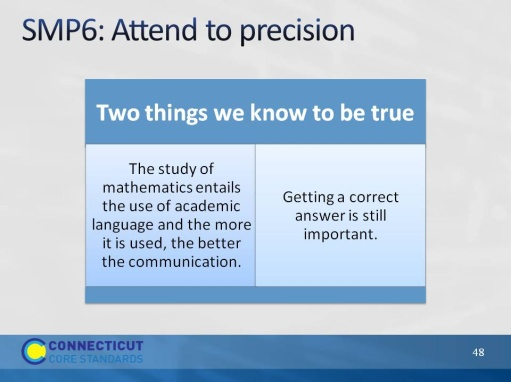 SMP6: Attend to precision
Two things we know to be true
The study of
mathematics entails
the use of academic
language and the more
it is used, the better
the communication.
Getting a correct
answer is still
important.
CONNECTICUT
CORE STANDARDS
48